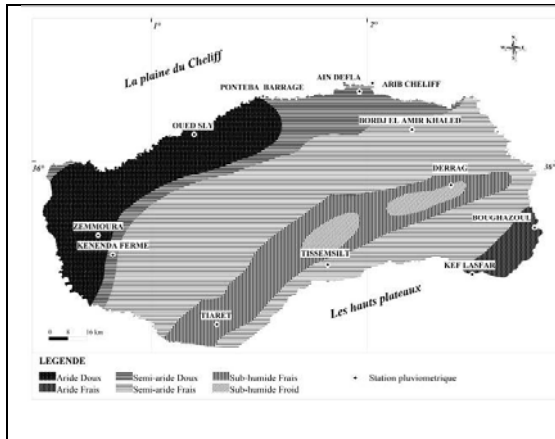 1°
2°
La plaine du Cheliff
AIN DEFLA
ARIB CHELIFF
PONTEBA BARRAGE
OUED SLY
BORDJ EL AMIR KHALED
36°
36°
DERRAG
BOUGHAZOUL
ZEMMOURA
KENENDA FERME
TISSEMSILT
KEF LASFAR
Les hauts plateaux
TIARET
0 8 16 km
LEGENDE
Aride Doux Semi-aride Doux Sub-humide Frais Station pluviometrique
Aride Frais Semi-aride Frais Sub-humide Froid